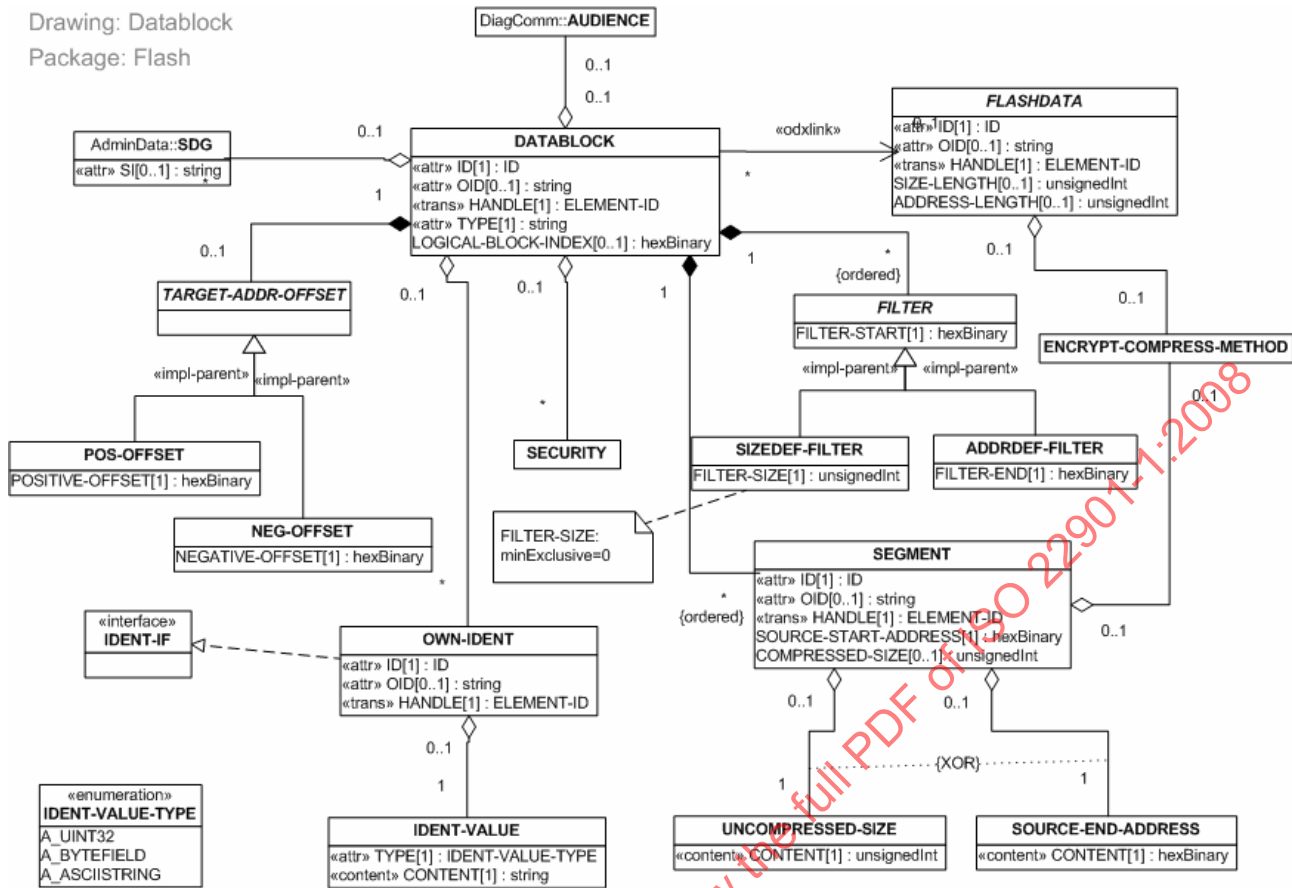 Drawing: Datablock
Package: Flash
DiagComm::AUDIENCE
0..1
0..1
AdminData::SDG
«attr» SI[0..1] : string
*
0..1
DATABLOCK
«attr» ID[1] : ID
«attr» OID[0..1] : string
«trans» HANDLE[1] : ELEMENT-ID
«attr» TYPE[1] : string
LOGICAL-BLOCK-INDEX[0..1] : hexBinary
«odxlink»
*
0..1
FLASHDATA
«attr» ID[1] : ID
«attr» OID[0..1] : string
«trans» HANDLE[1] : ELEMENT-ID
SIZE-LENGTH[0..1] : unsignedInt
ADDRESS-LENGTH[0..1] : unsignedInt
1
0..1
TARGET-ADDR-OFFSET
«impl-parent»
«impl-parent»
POS-OFFSET
POSITIVE-OFFSET[1] : hexBinary
NEG-OFFSET
NEGATIVE-OFFSET[1] : hexBinary
0..1
*
0..1
*
SECURITY
1
*
{ordered}
FILTER
FILTER-START[1] : hexBinary
«impl-parent»
«impl-parent»
SIZEDEF-FILTER
FILTER-SIZE[1] : unsignedInt
ADDRDEF-FILTER
FILTER-END[1] : hexBinary
FILTER-SIZE:
minExclusive=0
0..1
0..1
ENCRYPT-COMPRESS-METHOD
0..1
0..1
1
*
{ordered}
SEGMENT
«attr» ID[1] : ID
«attr» OID[0..1] : string
«trans» HANDLE[1] : ELEMENT-ID
SOURCE-START-ADDRESS[1] : hexBinary
COMPRESSED-SIZE[0..1] : unsignedInt
«interface»
IDENT-IF
OWN-IDENT
«attr» ID[1] : ID
«attr» OID[0..1] : string
«trans» HANDLE[1] : ELEMENT-ID
0..1
1
IDENT-VALUE
«attr» TYPE[1] : IDENT-VALUE-TYPE
«content» CONTENT[1] : string
«enumeration»
IDENT-VALUE-TYPE
A_UINT32
A_BYTEFIELD
A_ASCIISTRING
0..1
0..1
{XOR}
1
1
UNCOMPRESSED-SIZE
«content» CONTENT[1] : unsignedInt
SOURCE-END-ADDRESS
«content» CONTENT[1] : hexBinary
the full PDF of ISO 22901-1:2008